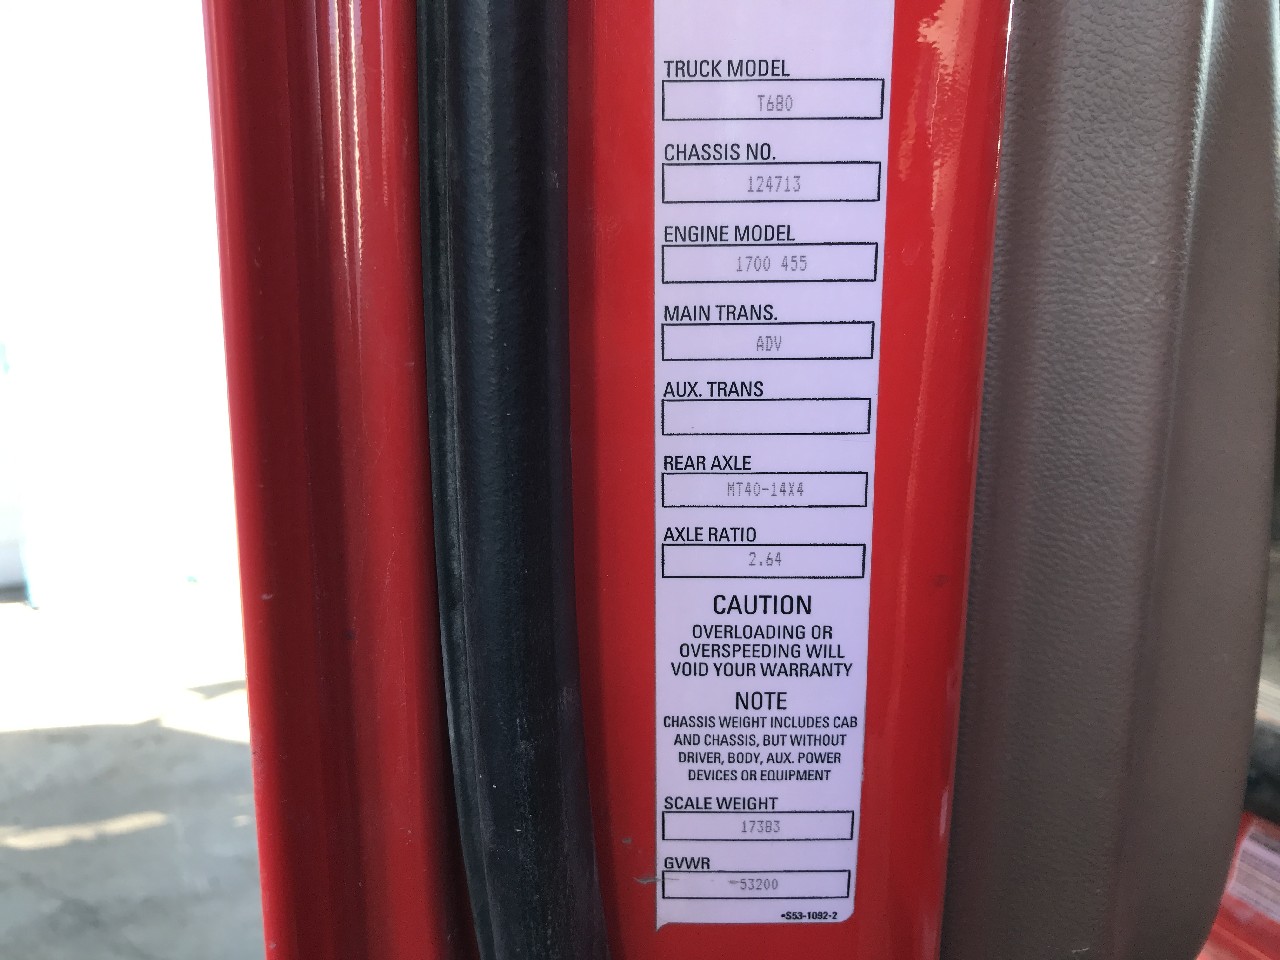 TRUCK MODEL
T680
CHASSIS NO.
124713
ENGINE MODEL
1700 455
MAIN TRANS.
ADV
AUX. TRANS
REAR AXLE
MT40-14X4
AXLE RATIO
2.64
CAUTION
OVERLOADING OR
OVERSPEEDING WILL
VOID YOUR WARRANTY
NOTE
CHASSIS WEIGHT INCLUDES CAB
AND CHASSIS, BUT WITHOUT
DRIVER, BODY, AUX. POWER
DEVICES OR EQUIPMENT
SCALE WEIGHT
17383
GVWR
53200
•S53-1092-2